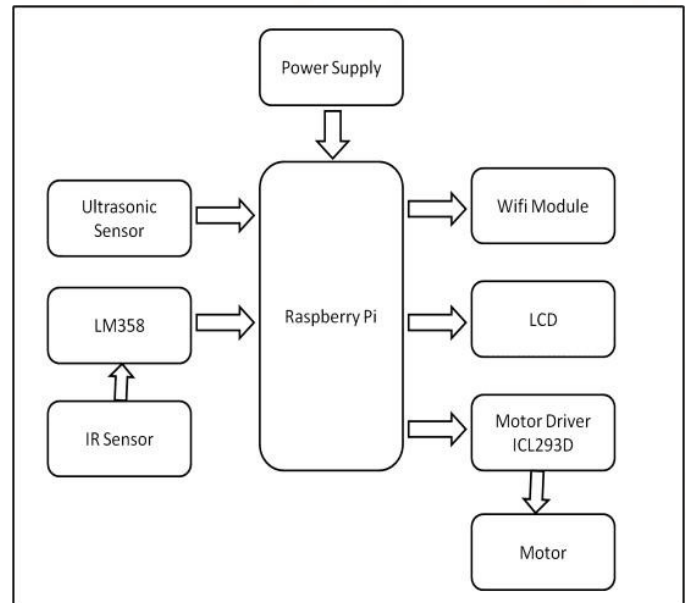 Power Supply
Ultrasonic
Sensor
Wifi Module
LM358
Raspberry Pi
LCD
IR Sensor
Motor Driver
ICL293D
Motor